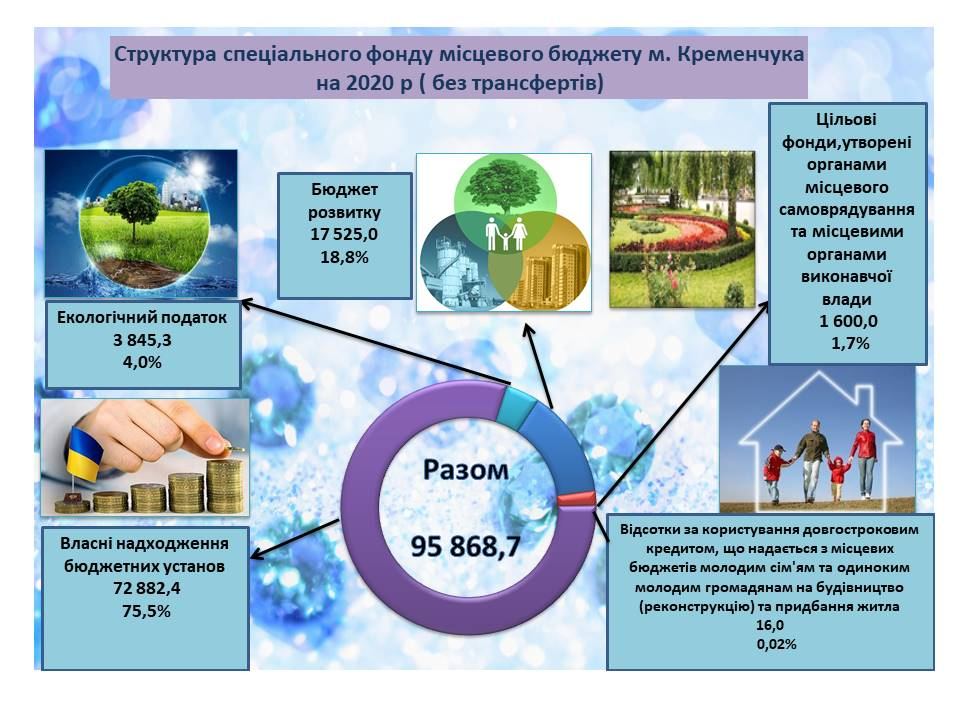 Структура спеціального фонду місцевого бюджету м. Кременчука
на 2020 р ( без трансфертів)
Цільові
фонди,утворені
органами
місцевого
самоврядування
та місцевими
органами
виконавчої
влади
1 600,0
1,7%
Бюджет
розвитку
17 525,0
18,8%
Екологічний податок
3 845,3
4,0%
Разом
95 868,7
Власні надходження
бюджетних установ
72 882,4
75,5%
Відсотки за користування довгостроковим
кредитом, що надається з місцевих
бюджетів молодим сім'ям та одиноким
молодим громадянам на будівництво
(реконструкцію) та придбання житла
16,0
0,02%